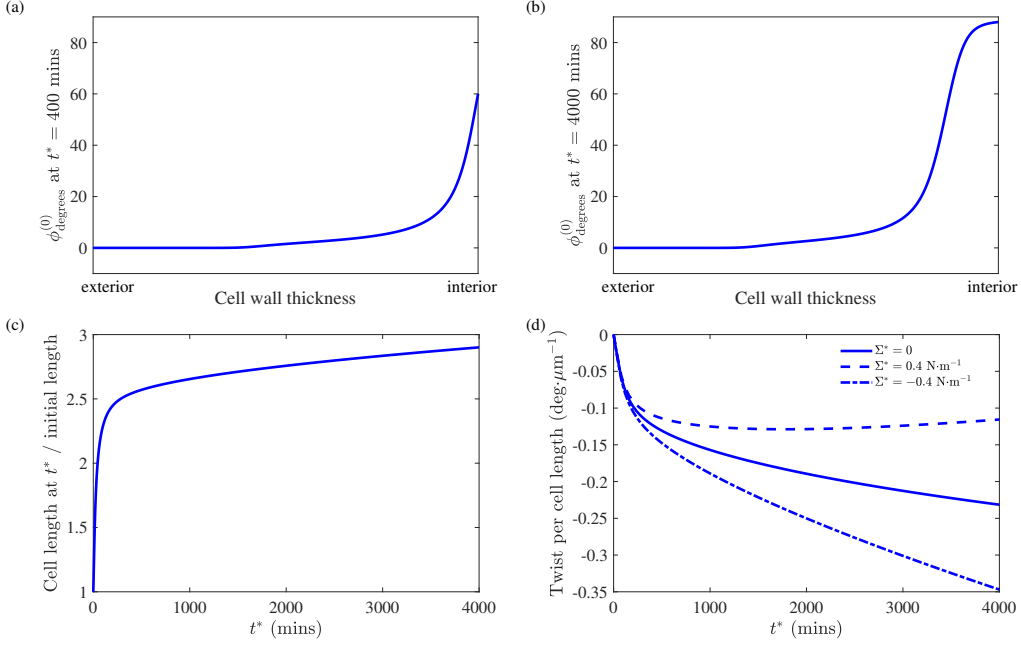 (a)
80
60
40
20
0
ϕ_degrees^(0) at t* = 400 mins
exterior
interior
Cell wall thickness
(b)
80
60
40
20
0
ϕ_degrees^(0) at t* = 4000 mins
exterior
interior
Cell wall thickness
(c)
3
2.5
2
1.5
1
Cell length at t* / initial length
0
1000
2000
3000
4000
t* (mins)
(d)
0
-0.05
-0.1
-0.15
-0.2
-0.25
-0.3
-0.35
Twist per cell length (deg·μm⁻¹)
Σ* = 0
Σ* = 0.4 N·m⁻¹
Σ* = −0.4 N·m⁻¹
0
1000
2000
3000
4000
t* (mins)